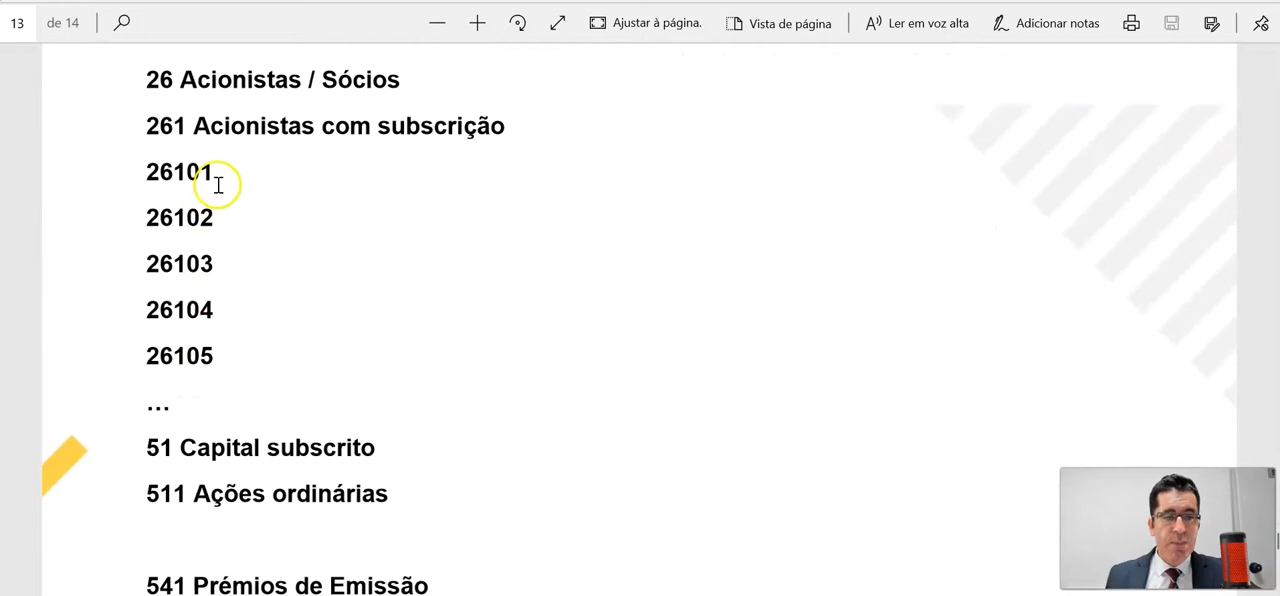 13 de 14 Ajustar à página. Vista de página Ler em voz alta Adicionar notas
26 Acionistas / Sócios
261 Acionistas com subscrição
26101
26102
26103
26104
26105
...
51 Capital subscrito
511 Ações ordinárias
541 Prémios de Emissão